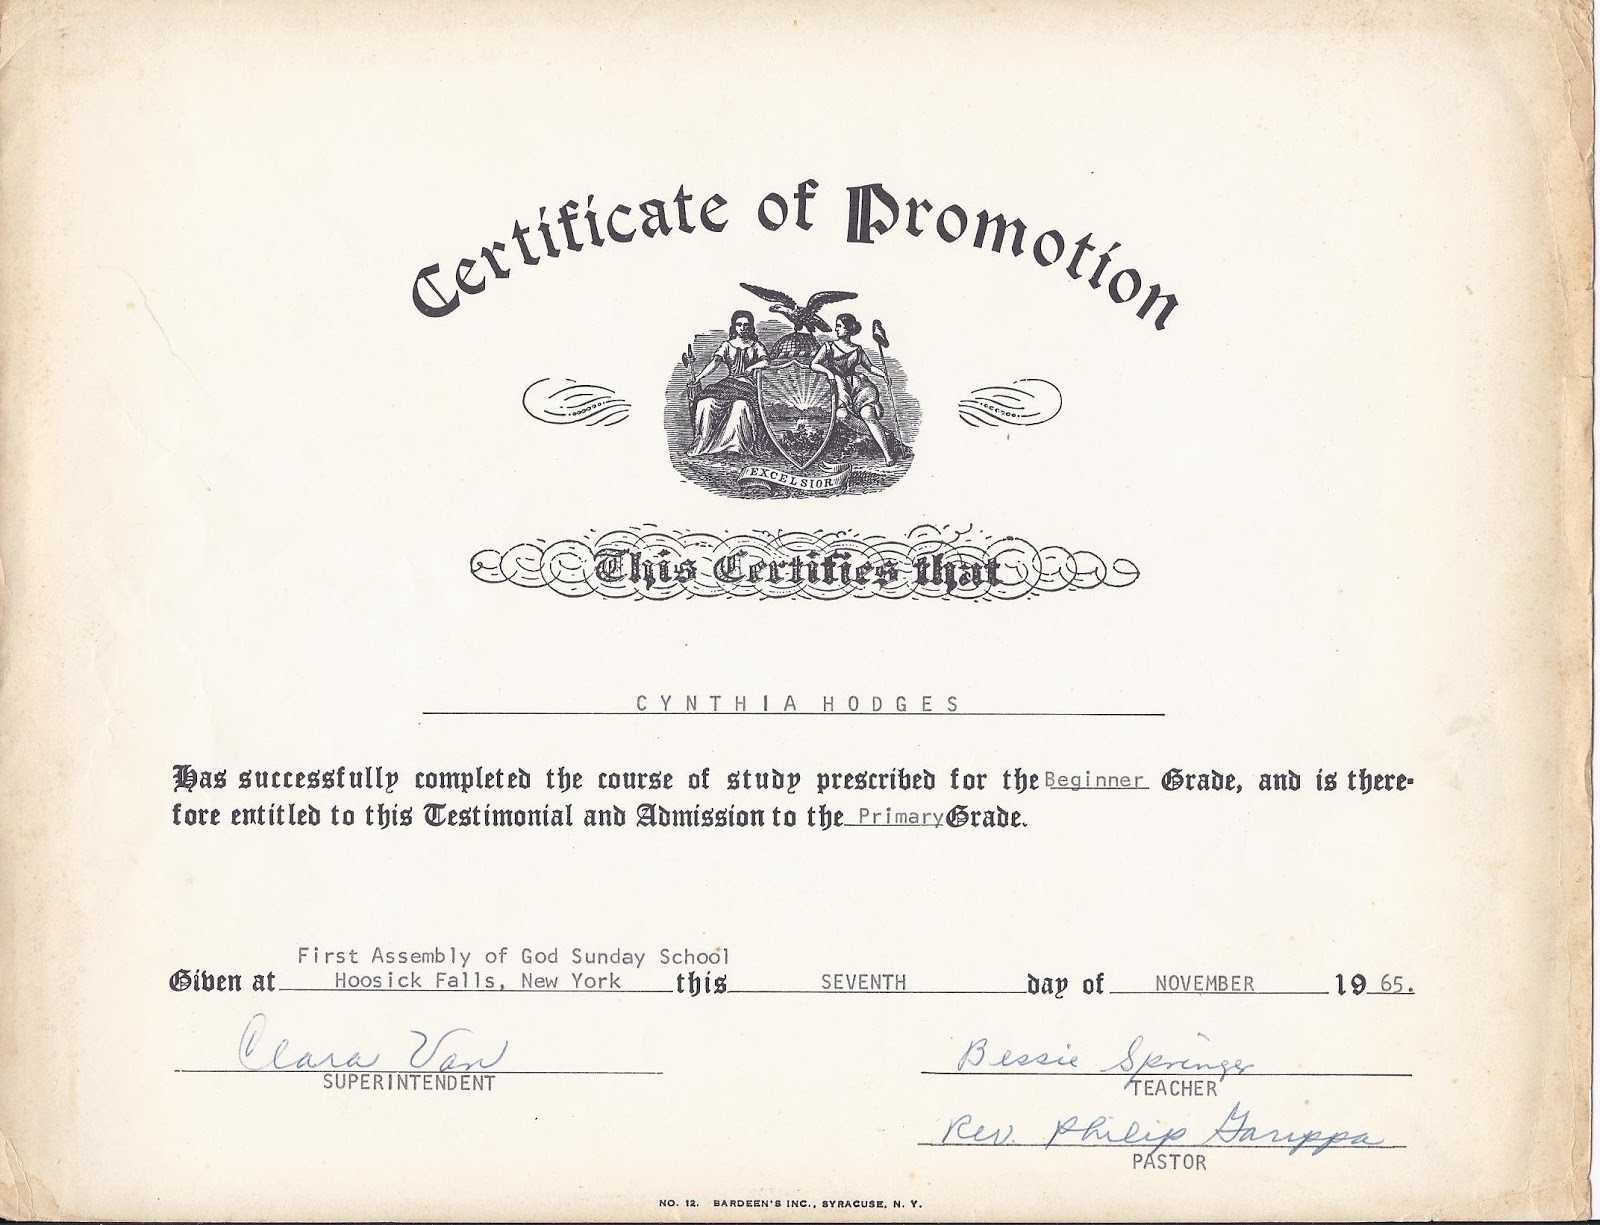 Certificate of Promotion
EXCELSIOR
This Certifies that
CYNTHIA HODGES
Has successfully completed the course of study prescribed for the Beginner Grade, and is there-
fore entitled to this Testimonial and Admission to the Primary Grade.
First Assembly of God Sunday School
Given at Hoosick Falls, New York this SEVENTH day of NOVEMBER 19 65.
Clara Van
SUPERINTENDENT
Bessie Springer
TEACHER
Rev. Philip Garippa
PASTOR
NO. 12. BARDEEN'S INC., SYRACUSE, N. Y.